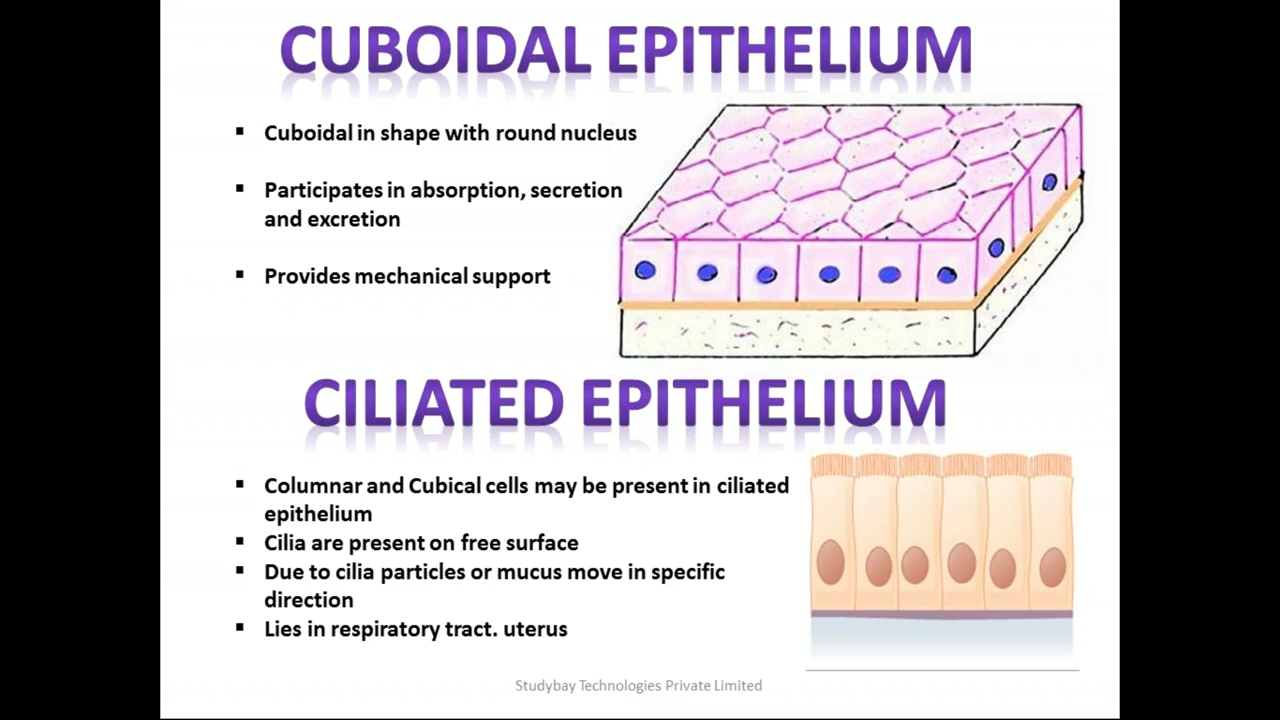 CUBOIDAL EPITHELIUM
▪ Cuboidal in shape with round nucleus
▪ Participates in absorption, secretion
and excretion
▪ Provides mechanical support
CILIATED EPITHELIUM
▪ Columnar and Cubical cells may be present in ciliated
epithelium
▪ Cilia are present on free surface
▪ Due to cilia particles or mucus move in specific
direction
▪ Lies in respiratory tract. uterus
Studybay Technologies Private Limited